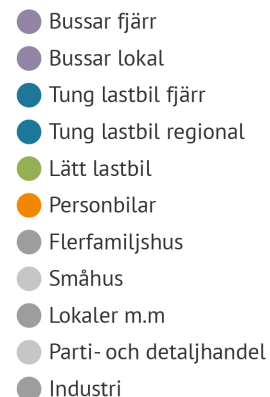 Bussar fjärr
Bussar lokal
Tung lastbil fjärr
Tung lastbil regional
Lätt lastbil
Personbilar
Flerfamiljshus
Småhus
Lokaler m.m
Parti- och detaljhandel
Industri